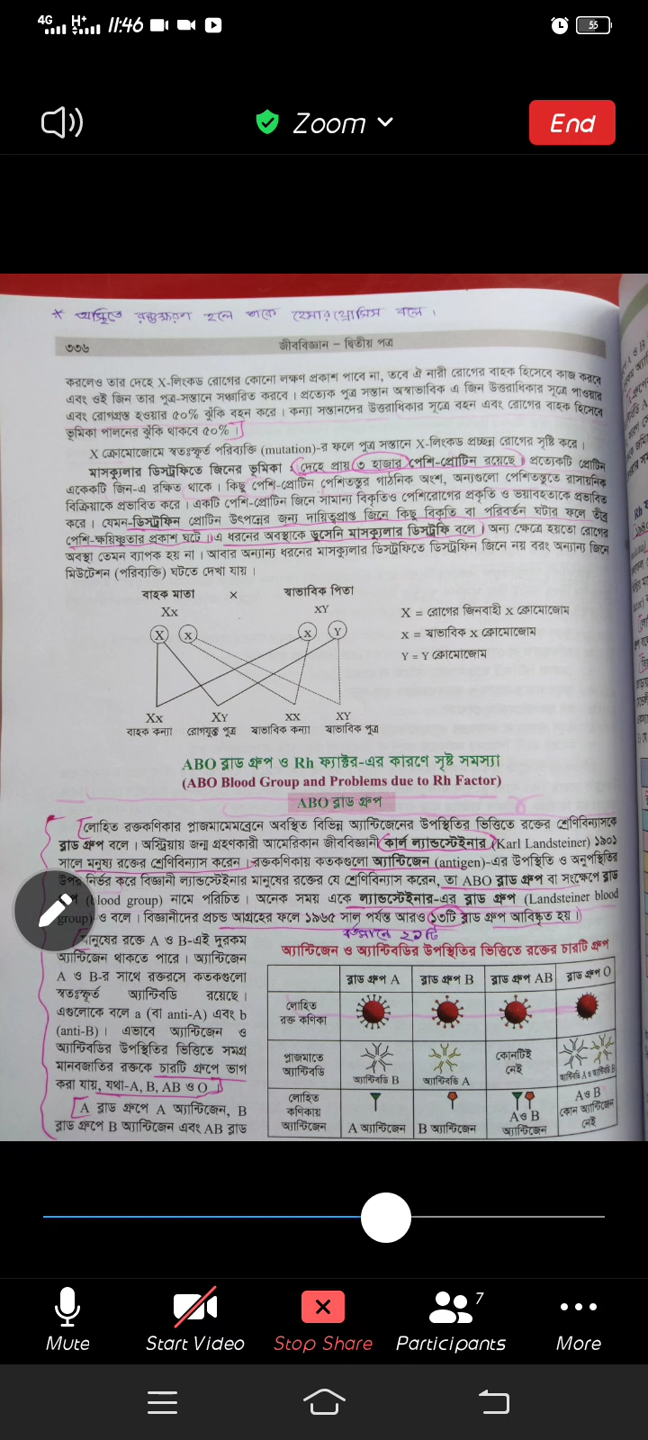 4G H+ 11:46 55
Zoom
End
৩৩৬ জীববিজ্ঞান – দ্বিতীয় পত্র
করলেও তার দেহে X-লিংকড রোগের কোনো লক্ষণ প্রকাশ পাবে না, তবে ঐ নারী রোগের বাহক হিসেবে কাজ করবে
এবং ওই জিন তার পুত্র-সন্তানে সঞ্চারিত করবে। প্রত্যেক পুত্র সন্তান অস্বাভাবিক এ জিন উত্তরাধিকার সূত্রে পাওয়ার
এবং রোগগ্রস্ত হওয়ার ৫০% ঝুঁকি বহন করে। কন্যা সন্তানদের উত্তরাধিকার সূত্রে বহন এবং রোগের বাহক হিসেবে
ভূমিকা পালনের ঝুঁকি থাকবে ৫০%।
X ক্রোমোজোমে স্বতঃস্ফূর্ত পরিব্যক্তি (mutation)-র ফলে পুত্র সন্তানে X-লিংকড প্রচ্ছন্ন রোগের সৃষ্টি করে।
মাসক্যুলার ডিসট্রফিতে জিনের ভূমিকা : দেহে প্রায় ৩ হাজার পেশি-প্রোটিন রয়েছে। প্রত্যেকটি প্রোটিন
একেকটি জিন-এ রক্ষিত থাকে। কিছু পেশি-প্রোটিন পেশিতন্তুর গাঠনিক অংশ, অন্যগুলো পেশিতন্তুতে রাসায়নিক
বিক্রিয়াকে প্রভাবিত করে। একটি পেশি-প্রোটিন জিনে সামান্য বিকৃতিও পেশিরোগের প্রকৃতি ও ভয়াবহতাকে প্রভাবিত
করে। যেমন-ডিসট্রফিন প্রোটিন উৎপন্নের জন্য দায়িত্বপ্রাপ্ত জিনে কিছু বিকৃতি বা পরিবর্তন ঘটার ফলে তীব্র
পেশি-ক্ষয়িষ্ণুতার প্রকাশ ঘটে। এ ধরনের অবস্থাকে ডুসেনি মাসক্যুলার ডিসট্রফি বলে। অন্য ক্ষেত্রে হয়তো রোগের
অবস্থা তেমন ব্যাপক হয় না। আবার অন্যান্য ধরনের মাসক্যুলার ডিসট্রফিতে ডিসট্রফিন জিনে নয় বরং অন্যান্য জিনে
মিউটেশন (পরিব্যক্তি) ঘটতে দেখা যায়।
বাহক মাতা × স্বাভাবিক পিতা
Xx XY
X = রোগের জিনবাহী x ক্রোমোজোম
X x x Y
x = স্বাভাবিক x ক্রোমোজোম
Y = Y ক্রোমোজোম
Xx XY xx XY
বাহক কন্যা রোগযুক্ত পুত্র স্বাভাবিক কন্যা স্বাভাবিক পুত্র
ABO ব্লাড গ্রুপ ও Rh ফ্যাক্টর-এর কারণে সৃষ্ট সমস্যা
(ABO Blood Group and Problems due to Rh Factor)
ABO ব্লাড গ্রুপ
লোহিত রক্তকণিকার প্লাজমামেমব্রেনে অবস্থিত বিভিন্ন অ্যান্টিজেনের উপস্থিতির ভিত্তিতে রক্তের শ্রেণিবিন্যাসকে
ব্লাড গ্রুপ বলে। অস্ট্রিয়ায় জন্ম গ্রহণকারী আমেরিকান জীববিজ্ঞানী কার্ল ল্যান্ডস্টেইনার (Karl Landsteiner) ১৯০১
সালে মনুষ্য রক্তের শ্রেণিবিন্যাস করেন। রক্তকণিকায় কতকগুলো অ্যান্টিজেন (antigen)-এর উপস্থিতি ও অনুপস্থিতির
উপর নির্ভর করে বিজ্ঞানী ল্যান্ডস্টেইনার মানুষের রক্তের যে শ্রেণিবিন্যাস করেন, তা ABO ব্লাড গ্রুপ বা সংক্ষেপে ব্লাড
(blood group) নামে পরিচিত। অনেক সময় একে ল্যান্ডস্টেইনার-এর ব্লাড গ্রুপ (Landsteiner blood
group) ও বলে। বিজ্ঞানীদের প্রচন্ড আগ্রহের ফলে ১৯৬৫ সাল পর্যন্ত আরও ১৩টি ব্লাড গ্রুপ আবিষ্কৃত হয়।
মানুষের রক্তে A ও B-এই দুরকম
অ্যান্টিজেন থাকতে পারে। অ্যান্টিজেন
A ও B-র সাথে রক্তরসে কতকগুলো
স্বতঃস্ফূর্ত অ্যান্টিবডি রয়েছে।
এগুলোকে বলে a (বা anti-A) এবং b
(anti-B)। এভাবে অ্যান্টিজেন ও
অ্যান্টিবডির উপস্থিতির ভিত্তিতে সমগ্র
মানবজাতির রক্তকে চারটি গ্রুপে ভাগ
করা যায়, যথা-A, B, AB ও O।
A ব্লাড গ্রুপে A অ্যান্টিজেন, B
ব্লাড গ্রুপে B অ্যান্টিজেন এবং AB ব্লাড
অ্যান্টিজেন ও অ্যান্টিবডির উপস্থিতির ভিত্তিতে রক্তের চারটি গ্রুপ
ব্লাড গ্রুপ A ব্লাড গ্রুপ B ব্লাড গ্রুপ AB ব্লাড গ্রুপ O
লোহিত
রক্ত কণিকা
প্লাজমাতে
অ্যান্টিবডি
অ্যান্টিবডি B অ্যান্টিবডি A
কোনটিই
নেই
অ্যান্টিবডি A ও অ্যান্টিবডি B
লোহিত
কণিকায়
অ্যান্টিজেন
A অ্যান্টিজেন B অ্যান্টিজেন
A ও B
অ্যান্টিজেন
A ও B
কোন অ্যান্টিজেন
নেই
Mute Start Video Stop Share Participants 7 More